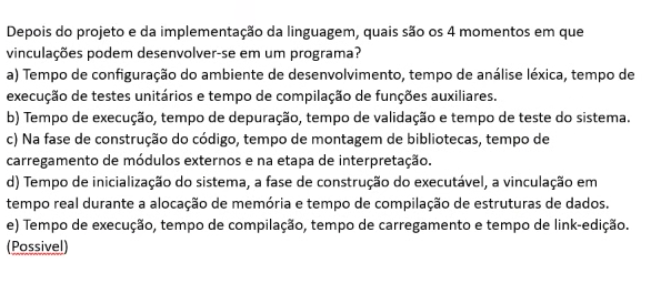 Depois do projeto e da implementação da linguagem, quais são os 4 momentos em que
vinculações podem desenvolver-se em um programa?
a) Tempo de configuração do ambiente de desenvolvimento, tempo de análise léxica, tempo de
execução de testes unitários e tempo de compilação de funções auxiliares.
b) Tempo de execução, tempo de depuração, tempo de validação e tempo de teste do sistema.
c) Na fase de construção do código, tempo de montagem de bibliotecas, tempo de
carregamento de módulos externos e na etapa de interpretação.
d) Tempo de inicialização do sistema, a fase de construção do executável, a vinculação em
tempo real durante a alocação de memória e tempo de compilação de estruturas de dados.
e) Tempo de execução, tempo de compilação, tempo de carregamento e tempo de link-edição.
(Possivel)